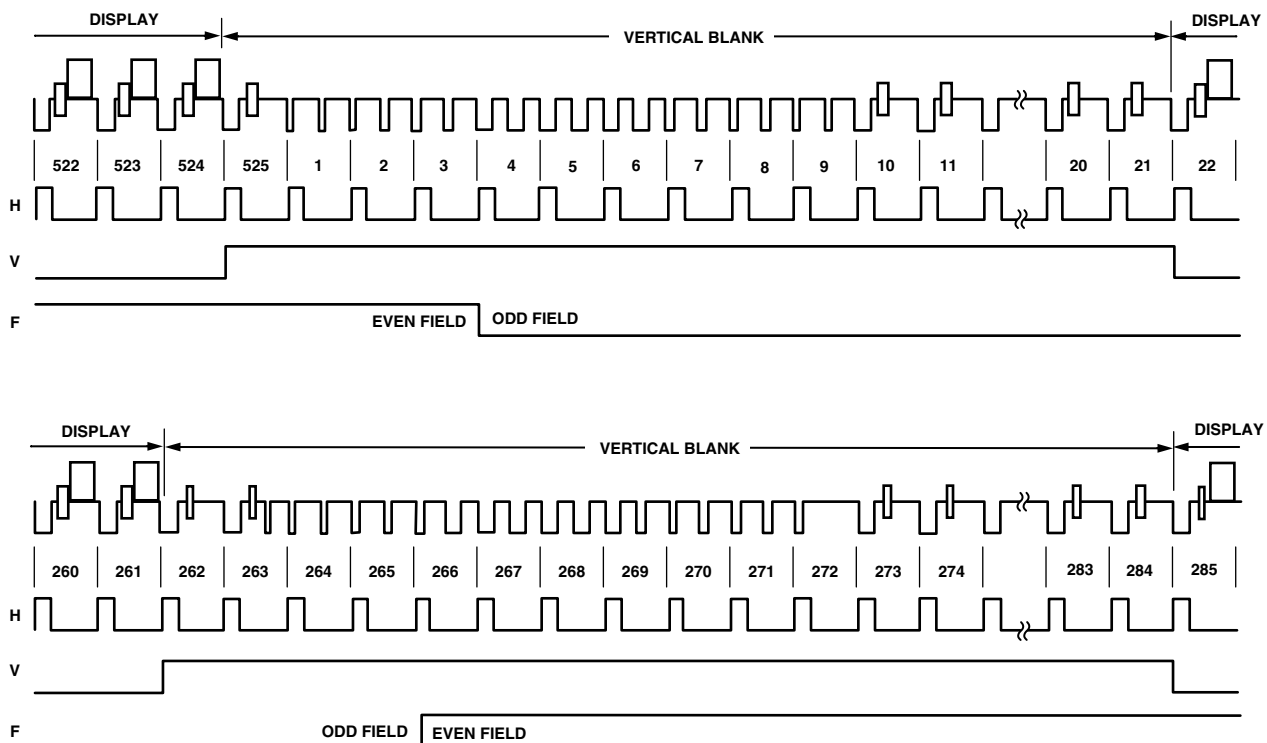 DISPLAY VERTICAL BLANK DISPLAY
522 523 524 525 1 2 3 4 5 6 7 8 9 10 11 20 21 22
H
V
F EVEN FIELD ODD FIELD
DISPLAY VERTICAL BLANK DISPLAY
260 261 262 263 264 265 266 267 268 269 270 271 272 273 274 283 284 285
H
V
F ODD FIELD EVEN FIELD